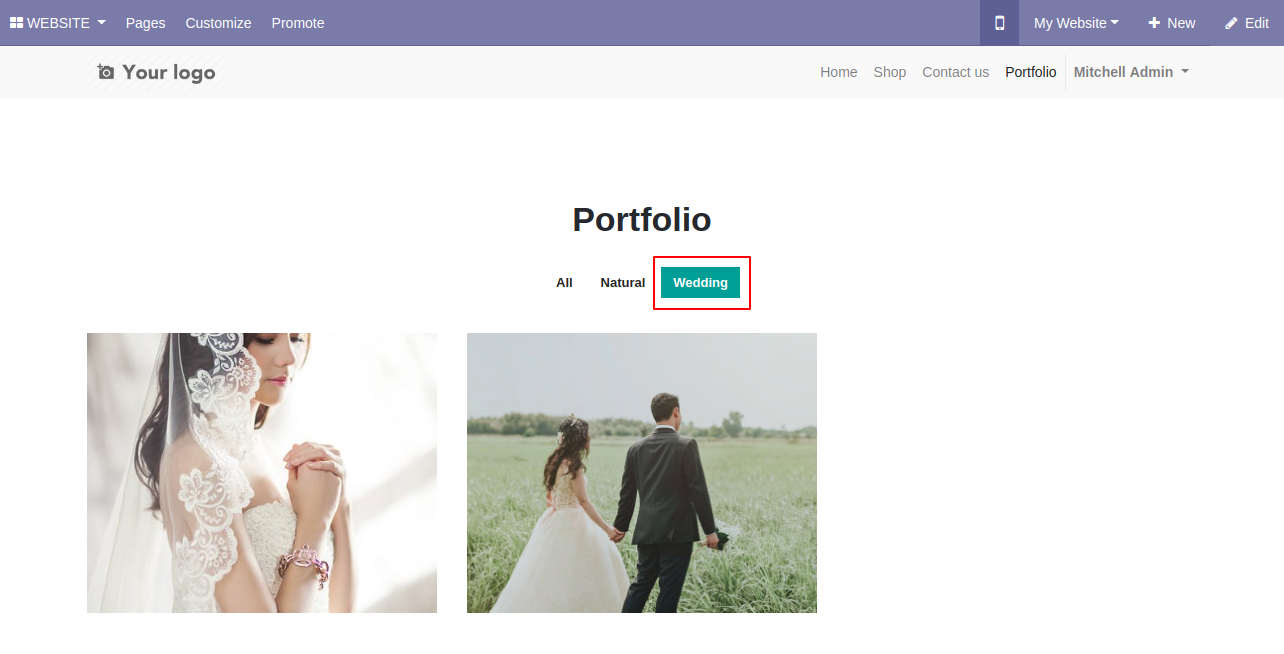 WEBSITE Pages Customize Promote My Website New Edit
Your logo Home Shop Contact us Portfolio Mitchell Admin
Portfolio
All Natural Wedding